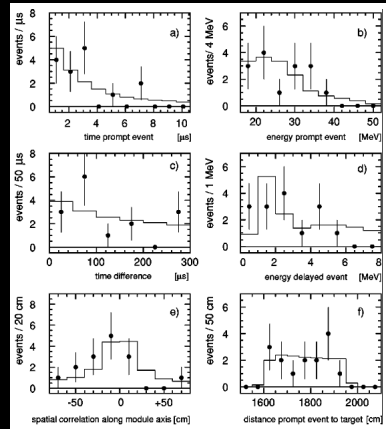 events / µs
8
6
4
2
0
a)
2 4 6 8 10
time prompt event [µs]
events/ 4 MeV
6
4
2
0
b)
20 30 40 50
energy prompt event [MeV]
events / 50 µs
8
6
4
2
0
c)
0 100 200 300
time difference [µs]
events / 1 MeV
6
4
2
0
d)
0 2 4 6 8
energy delayed event [MeV]
events / 20 cm
8
6
4
2
0
e)
-50 0 +50
spatial correlation along module axis [cm]
events / 50 cm
6
4
2
0
f)
1600 1800 2000
distance prompt event to target [cm]